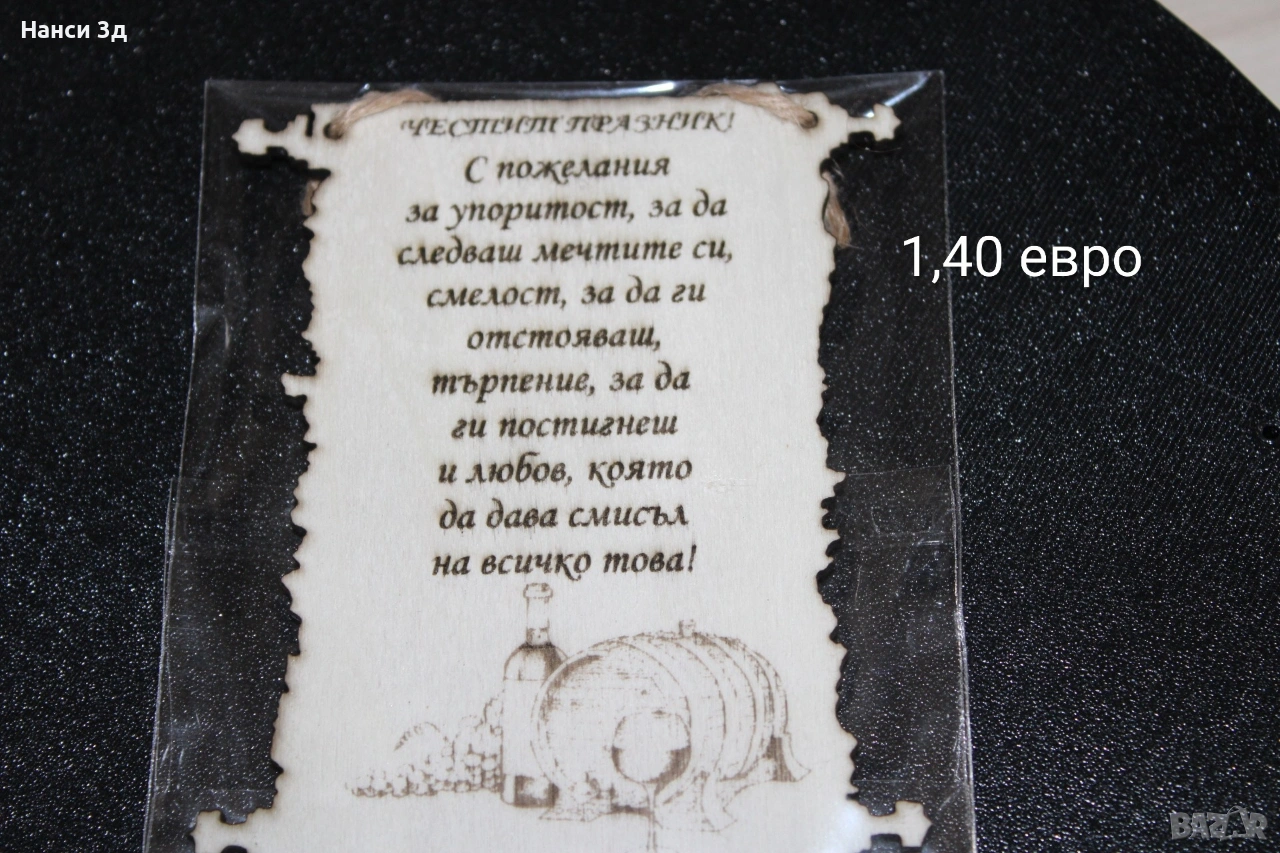 Нанси 3д
ЧЕСТИТ ПРАЗНИК!
С пожелания
за упоритост, за да
следваш мечтите си,
смелост, за да ги
отстояваш,
търпение, за да
ги постигнеш
и любов, която
да дава смисъл
на всичко това!
1,40 евро
BAZAR